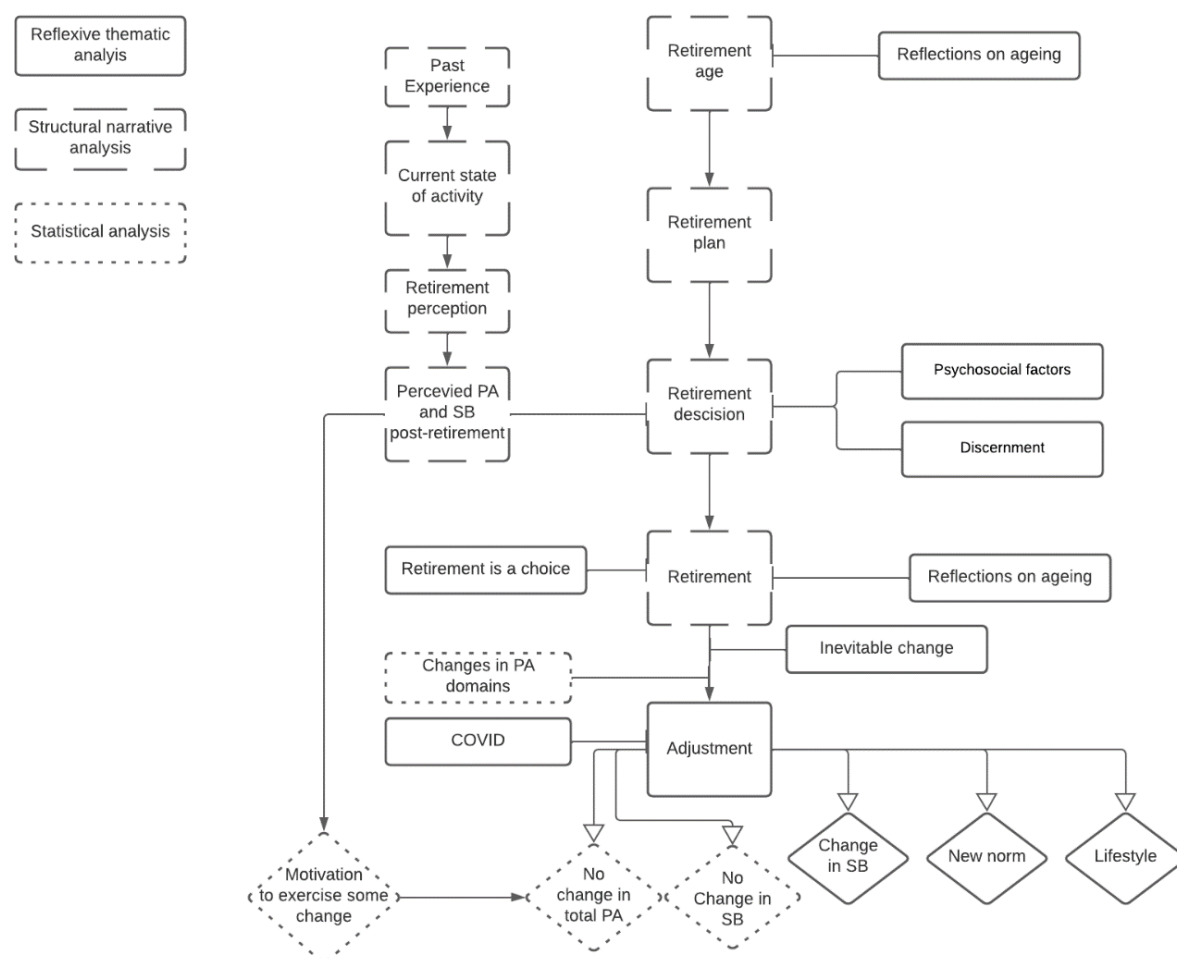 Reflexive thematic
analyis
Structural narrative
analysis
Statistical analysis
Past
Experience
Current state
of activity
Retirement
perception
Percevied PA
and SB
post-retirement
Retirement
age
Reflections on ageing
Retirement
plan
Retirement
descision
Psychosocial factors
Discernment
Retirement is a choice
Retirement
Reflections on ageing
Inevitable change
Changes in PA
domains
COVID
Adjustment
Motivation
to exercise some
change
No
change in
total PA
No
Change in
SB
Change
in SB
New norm
Lifestyle